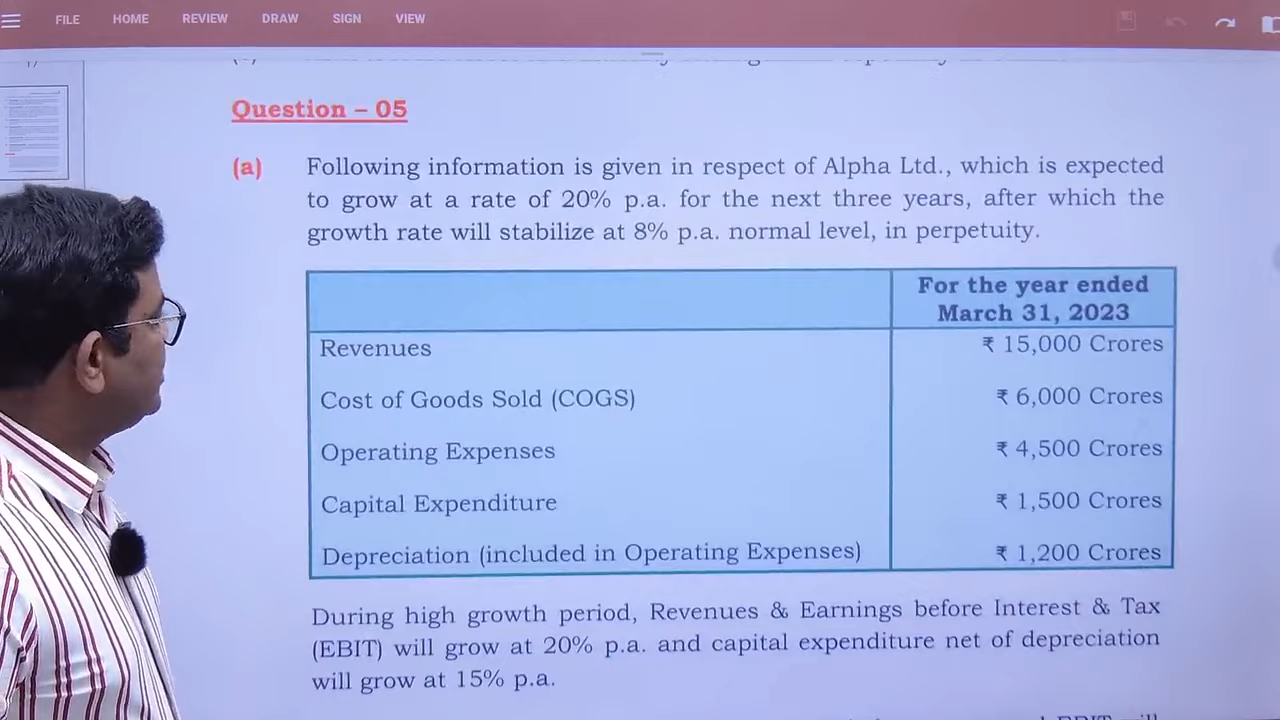 FILE HOME REVIEW DRAW SIGN VIEW
Question – 05
(a) Following information is given in respect of Alpha Ltd., which is expected
to grow at a rate of 20% p.a. for the next three years, after which the
growth rate will stabilize at 8% p.a. normal level, in perpetuity.
For the year ended
March 31, 2023
Revenues ₹ 15,000 Crores
Cost of Goods Sold (COGS) ₹ 6,000 Crores
Operating Expenses ₹ 4,500 Crores
Capital Expenditure ₹ 1,500 Crores
Depreciation (included in Operating Expenses) ₹ 1,200 Crores
During high growth period, Revenues & Earnings before Interest & Tax
(EBIT) will grow at 20% p.a. and capital expenditure net of depreciation
will grow at 15% p.a.